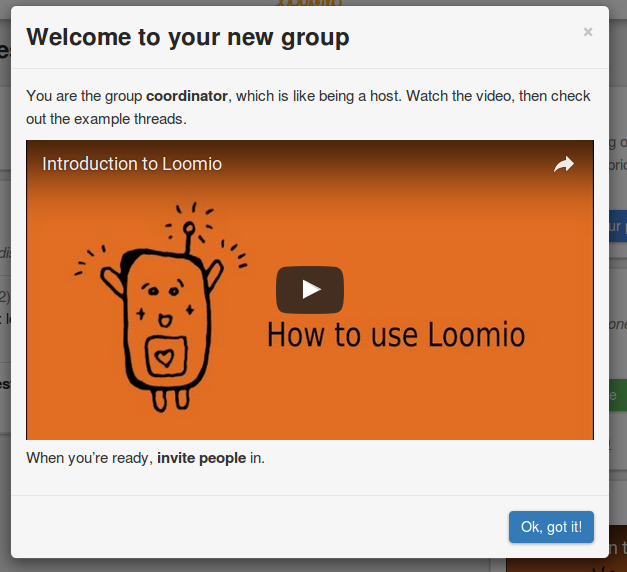 Welcome to your new group
×
You are the group coordinator, which is like being a host. Watch the video, then check
out the example threads.
Introduction to Loomio
How to use Loomio
When you're ready, invite people in.
Ok, got it!